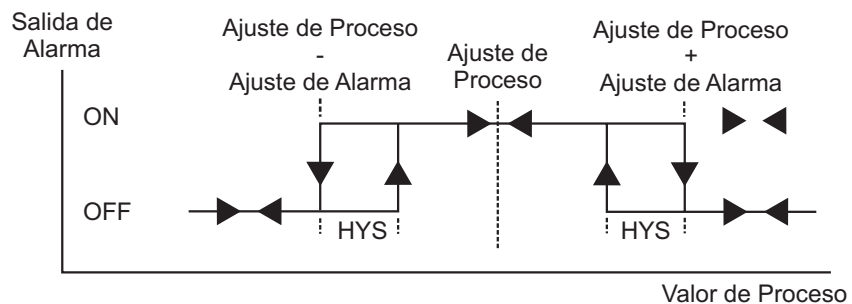 Salida de
Alarma
Ajuste de Proceso
-
Ajuste de Alarma
Ajuste de
Proceso
Ajuste de Proceso
+
Ajuste de Alarma
ON
OFF
HYS
HYS
Valor de Proceso